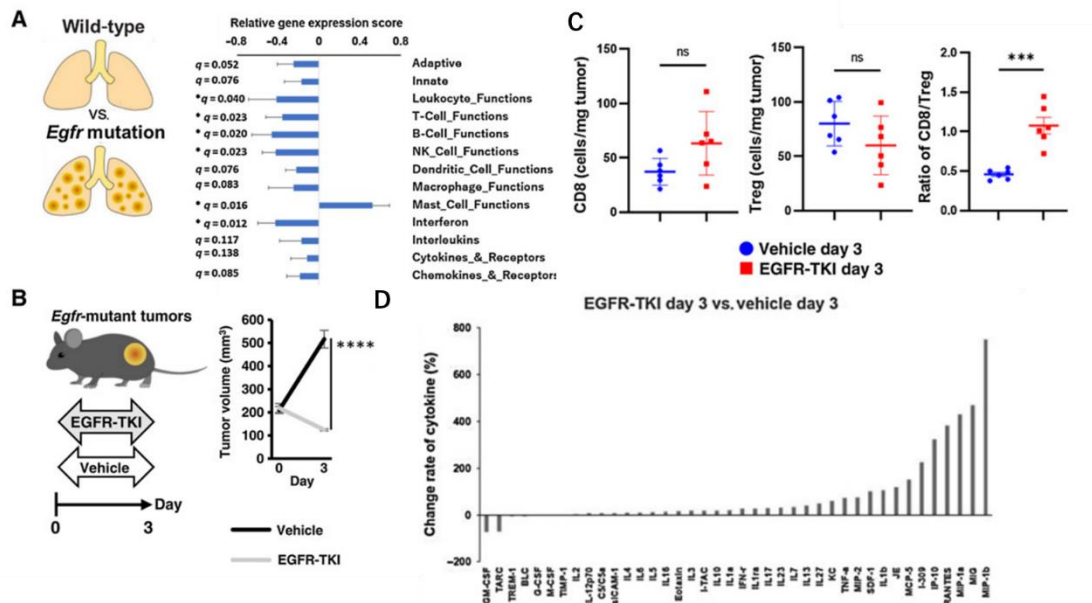 A
Wild-type
VS.
Egfr mutation
Relative gene expression score
−0.8 −0.4 0 0.4 0.8
q = 0.052 Adaptive
q = 0.076 Innate
*q = 0.040 Leukocyte_Functions
*q = 0.023 T-Cell_Functions
*q = 0.020 B-Cell_Functions
*q = 0.023 NK_Cell_Functions
q = 0.076 Dendritic_Cell_Functions
q = 0.083 Macrophage_Functions
*q = 0.016 Mast_Cell_Functions
*q = 0.012 Interferon
q = 0.117 Interleukins
q = 0.138 Cytokines_&_Receptors
q = 0.085 Chemokines_&_Receptors
B
Egfr-mutant tumors
EGFR-TKI
Vehicle
Day
0 3
Tumor volume (mm³)
600
500
400
300
200
100
0
0 3
Day
****
Vehicle
EGFR-TKI
C
CD8 (cells/mg tumor)
150
100
50
0
ns
Treg (cells/mg tumor)
150
100
50
0
ns
Ratio of CD8/Treg
2.0
1.5
1.0
0.5
0.0
***
Vehicle day 3
EGFR-TKI day 3
D
EGFR-TKI day 3 vs. vehicle day 3
Change rate of cytokine (%)
800
600
400
200
0
−200
GM-CSF
TARC
TREM-1
BLC
G-CSF
M-CSF
TIMP-1
IL2
IL-12p70
C5/C5a
sICAM-1
IL4
IL6
IL5
IL16
Eotaxin
IL3
I-TAC
IL10
IL1a
IFN-r
IL1ra
IL17
IL23
IL7
IL13
IL27
KC
TNF-a
MIP-2
SDF-1
IL1b
JE
MCP-5
I-309
IP-10
RANTES
MIP-1a
MIG
MIP-1b